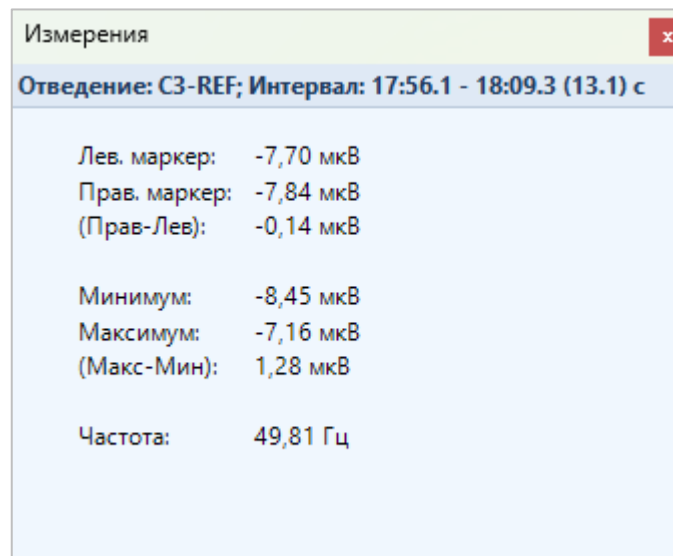 Измерения
x
Отведение: C3-REF; Интервал: 17:56.1 - 18:09.3 (13.1) с
Лев. маркер: -7,70 мкВ
Прав. маркер: -7,84 мкВ
(Прав-Лев): -0,14 мкВ
Минимум: -8,45 мкВ
Максимум: -7,16 мкВ
(Макс-Мин): 1,28 мкВ
Частота: 49,81 Гц